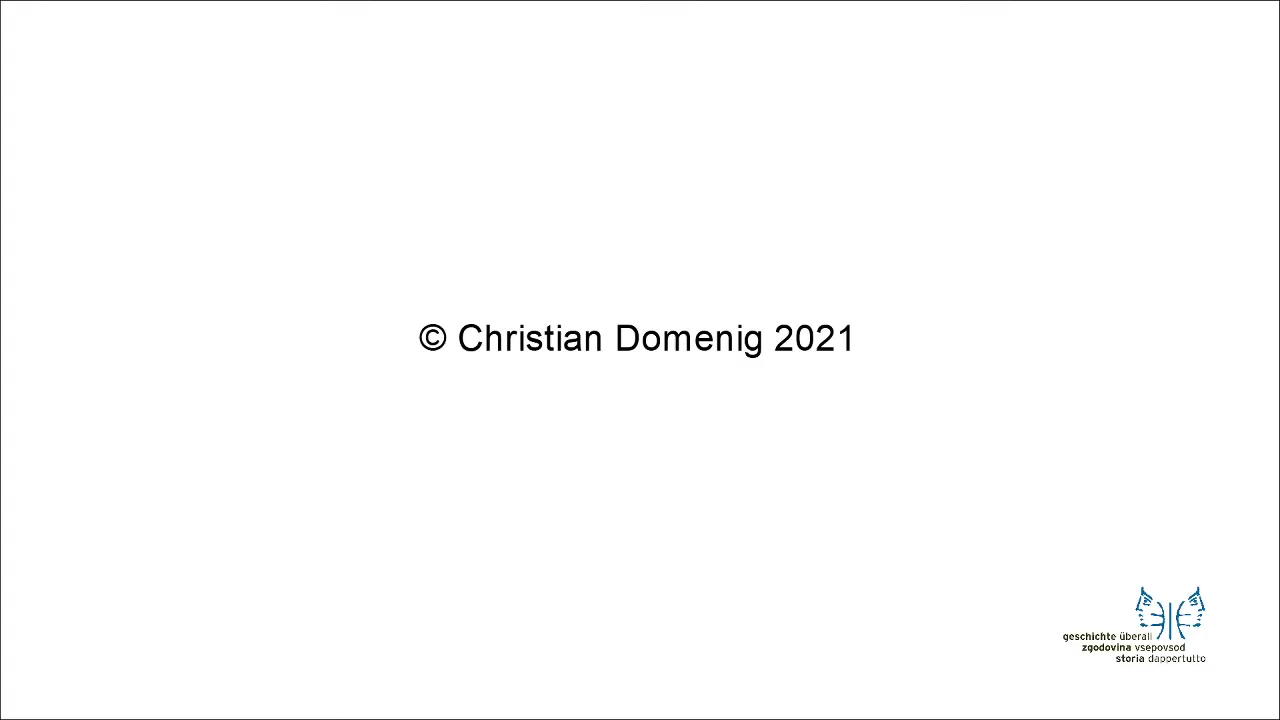 © Christian Domenig 2021
geschichte überall
zgodovina vsepovsod
storia dappertutto